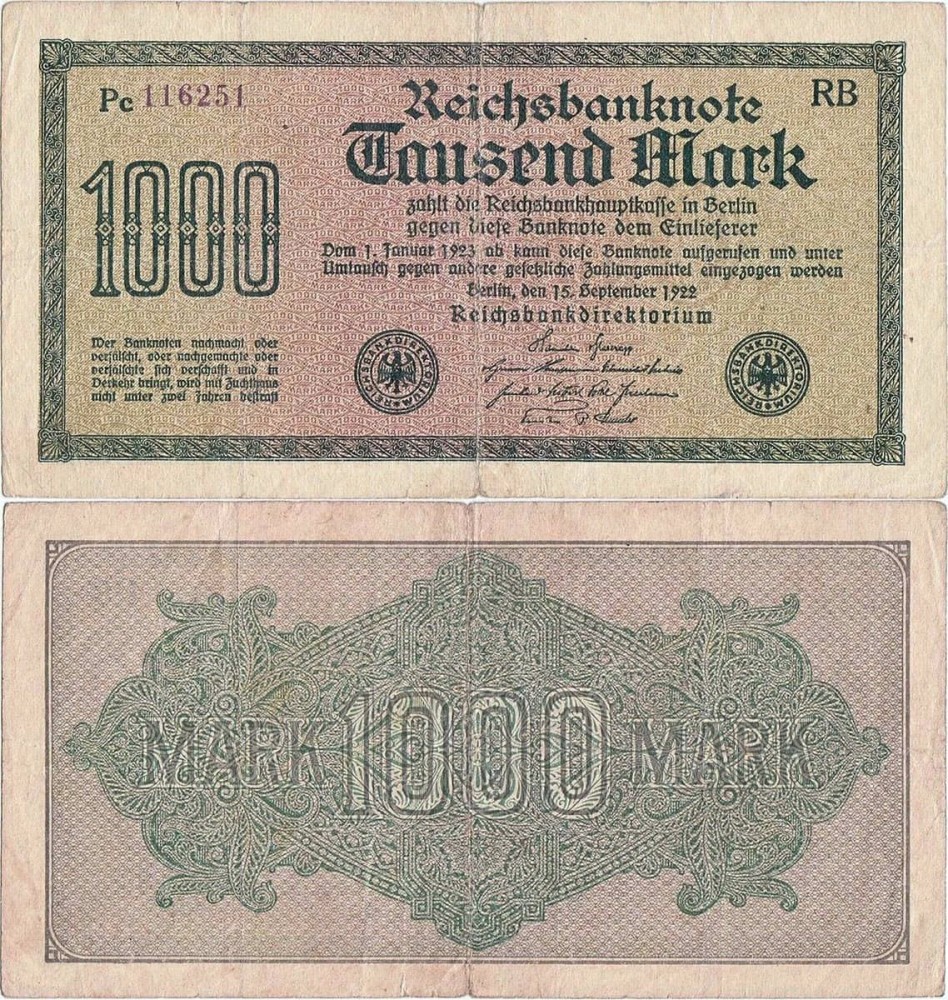 Pc 116251
Reichsbanknote
RB
Tausend Mark
1000
zahlt die Reichsbankhauptkasse in Berlin
gegen diese Banknote dem Einlieferer
Vom 1. Januar 1923 ab kann diese Banknote aufgerufen und unter
Umtausch gegen andere gesetzliche Zahlungsmittel eingezogen werden
Berlin, den 15. September 1922
Reichsbankdirektorium
Wer Banknoten nachmacht oder
verfälscht, oder nachgemachte oder
verfälschte sich verschafft und in
Verkehr bringt, wird mit Zuchthaus
nicht unter zwei Jahren bestraft
REICHSBANKDIREKTORIUM
REICHSBANKDIREKTORIUM
MARK 1000 MARK